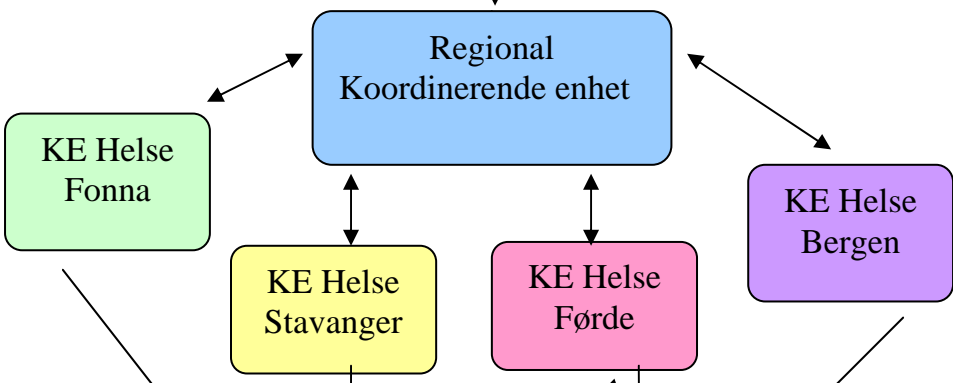 Regional
Koordinerende enhet
KE Helse
Fonna
KE Helse
Stavanger
KE Helse
Førde
KE Helse
Bergen